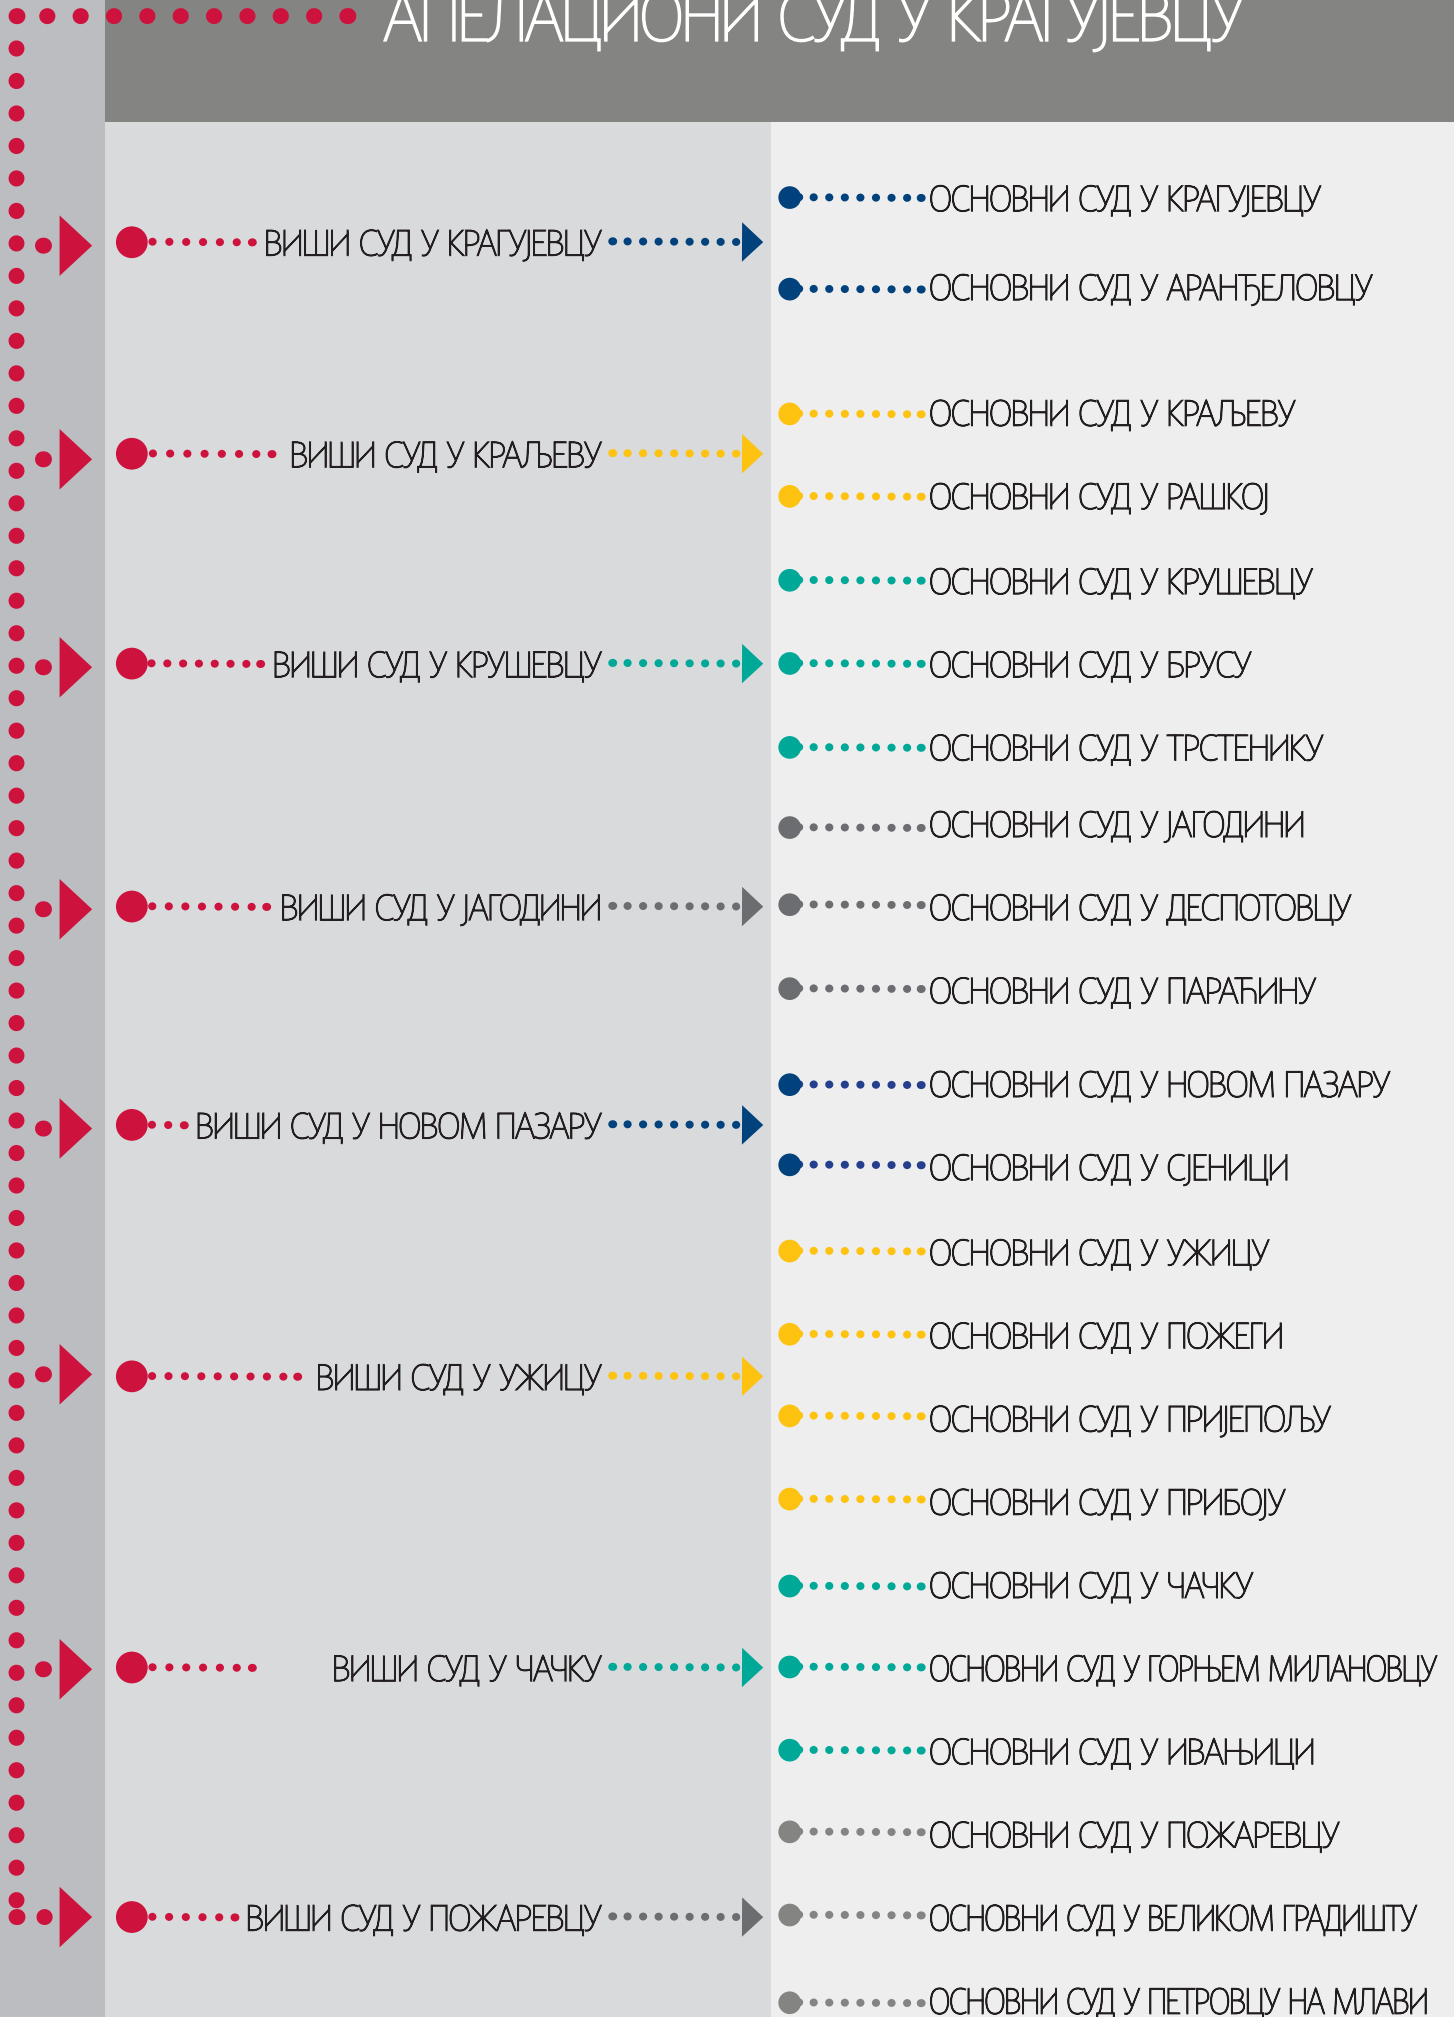 АПЕЛАЦИОНИ СУД У КРАГУЈЕВЦУ
ВИШИ СУД У КРАГУЈЕВЦУ
ОСНОВНИ СУД У КРАГУЈЕВЦУ
ОСНОВНИ СУД У АРАНЂЕЛОВЦУ
ВИШИ СУД У КРАЉЕВУ
ОСНОВНИ СУД У КРАЉЕВУ
ОСНОВНИ СУД У РАШКОЈ
ВИШИ СУД У КРУШЕВЦУ
ОСНОВНИ СУД У КРУШЕВЦУ
ОСНОВНИ СУД У БРУСУ
ОСНОВНИ СУД У ТРСТЕНИКУ
ВИШИ СУД У ЈАГОДИНИ
ОСНОВНИ СУД У ЈАГОДИНИ
ОСНОВНИ СУД У ДЕСПОТОВЦУ
ОСНОВНИ СУД У ПАРАЋИНУ
ВИШИ СУД У НОВОМ ПАЗАРУ
ОСНОВНИ СУД У НОВОМ ПАЗАРУ
ОСНОВНИ СУД У СЈЕНИЦИ
ВИШИ СУД У УЖИЦУ
ОСНОВНИ СУД У УЖИЦУ
ОСНОВНИ СУД У ПОЖЕГИ
ОСНОВНИ СУД У ПРИЈЕПОЉУ
ОСНОВНИ СУД У ПРИБОЈУ
ВИШИ СУД У ЧАЧКУ
ОСНОВНИ СУД У ЧАЧКУ
ОСНОВНИ СУД У ГОРЊЕМ МИЛАНОВЦУ
ОСНОВНИ СУД У ИВАЊИЦИ
ВИШИ СУД У ПОЖАРЕВЦУ
ОСНОВНИ СУД У ПОЖАРЕВЦУ
ОСНОВНИ СУД У ВЕЛИКОМ ГРАДИШТУ
ОСНОВНИ СУД У ПЕТРОВЦУ НА МЛАВИ